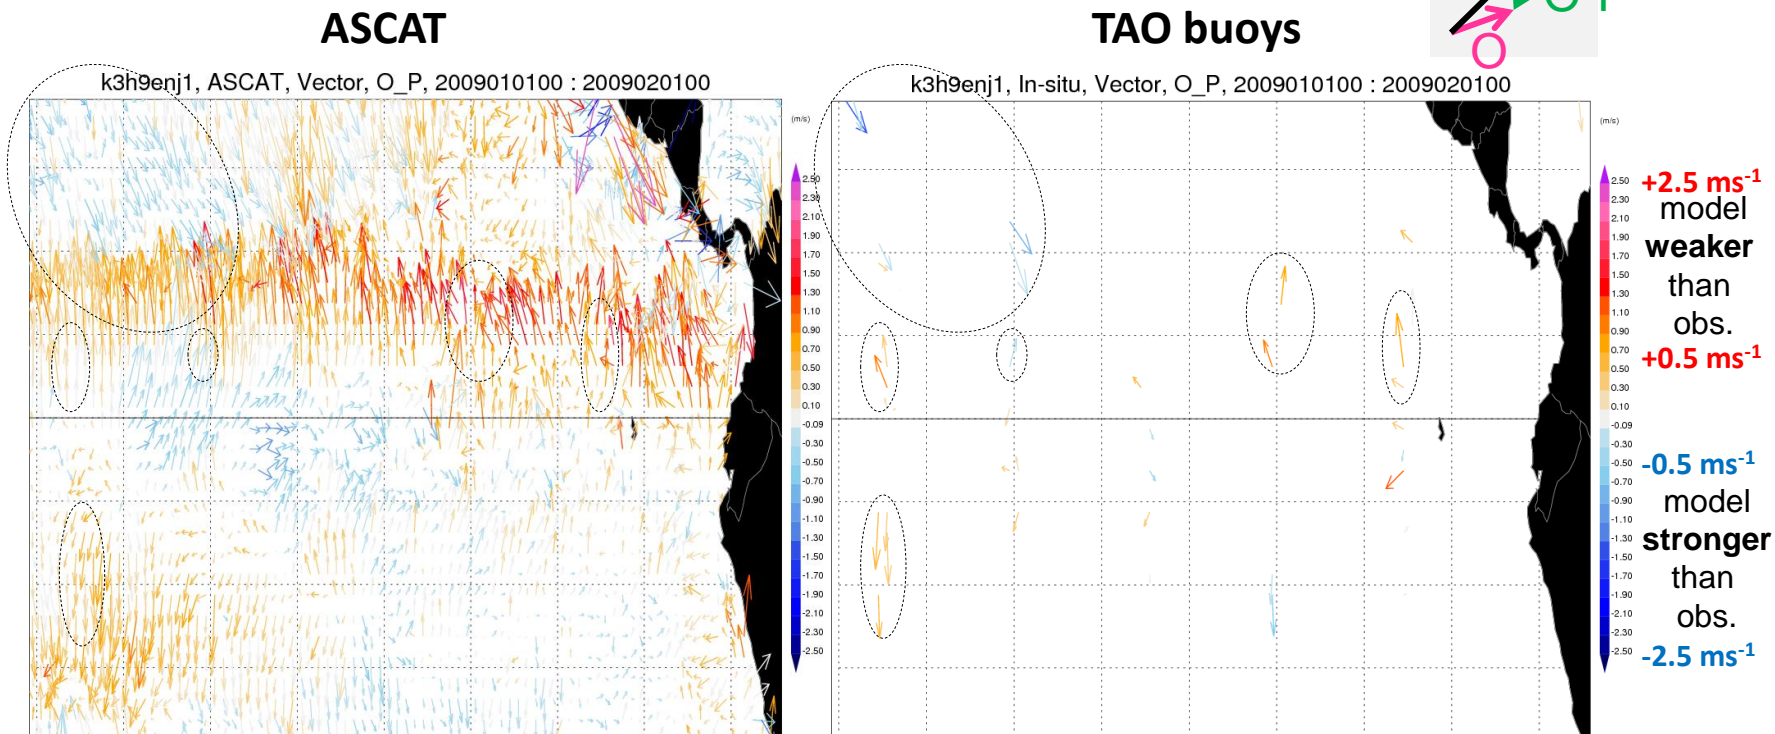 ASCAT
TAO buoys
O
k3h9enj1, ASCAT, Vector, O_P, 2009010100 : 2009020100
k3h9enj1, In-situ, Vector, O_P, 2009010100 : 2009020100
(m/s)
2.50
2.30
2.10
1.90
1.70
1.50
1.30
1.10
0.90
0.70
0.50
0.30
0.10
-0.09
-0.30
-0.50
-0.70
-0.90
-1.10
-1.30
-1.50
-1.70
-1.90
-2.10
-2.30
-2.50
(m/s)
2.50
2.30
2.10
1.90
1.70
1.50
1.30
1.10
0.90
0.70
0.50
0.30
0.10
-0.09
-0.30
-0.50
-0.70
-0.90
-1.10
-1.30
-1.50
-1.70
-1.90
-2.10
-2.30
-2.50
+2.5 ms⁻¹
model
weaker
than
obs.
+0.5 ms⁻¹
-0.5 ms⁻¹
model
stronger
than
obs.
-2.5 ms⁻¹